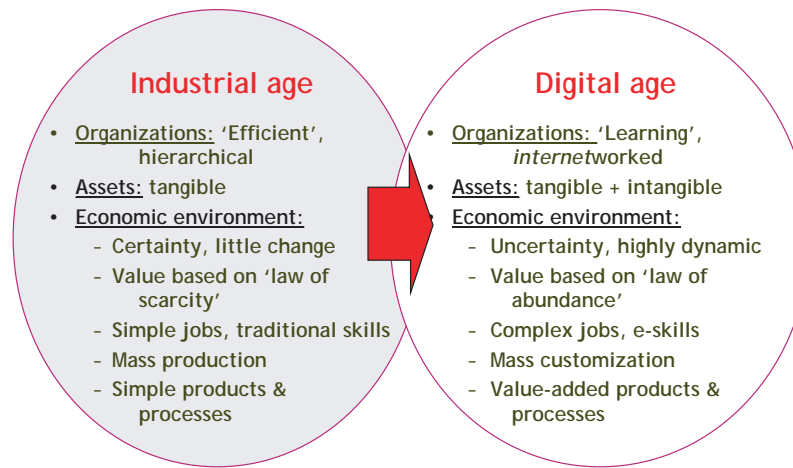 Industrial age
• Organizations: ‘Efficient’,
hierarchical
• Assets: tangible
• Economic environment:
– Certainty, little change
– Value based on ‘law of
scarcity’
– Simple jobs, traditional skills
– Mass production
– Simple products &
processes
Digital age
• Organizations: ‘Learning’,
internetworked
• Assets: tangible + intangible
• Economic environment:
– Uncertainty, highly dynamic
– Value based on ‘law of
abundance’
– Complex jobs, e-skills
– Mass customization
– Value-added products &
processes